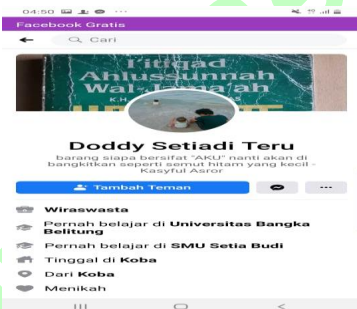 04:50
Facebook Gratis
Cari
I'tiqad
Ahlussunnah
Wal-Jama'ah
K.H
Doddy Setiadi Teru
barang siapa bersifat "AKU" nanti akan di
bangkitkan seperti semut hitam yang kecil -
Kasyful Asror
Tambah Teman
Wiraswasta
Pernah belajar di Universitas Bangka
Belitung
Pernah belajar di SMU Setia Budi
Tinggal di Koba
Dari Koba
Menikah